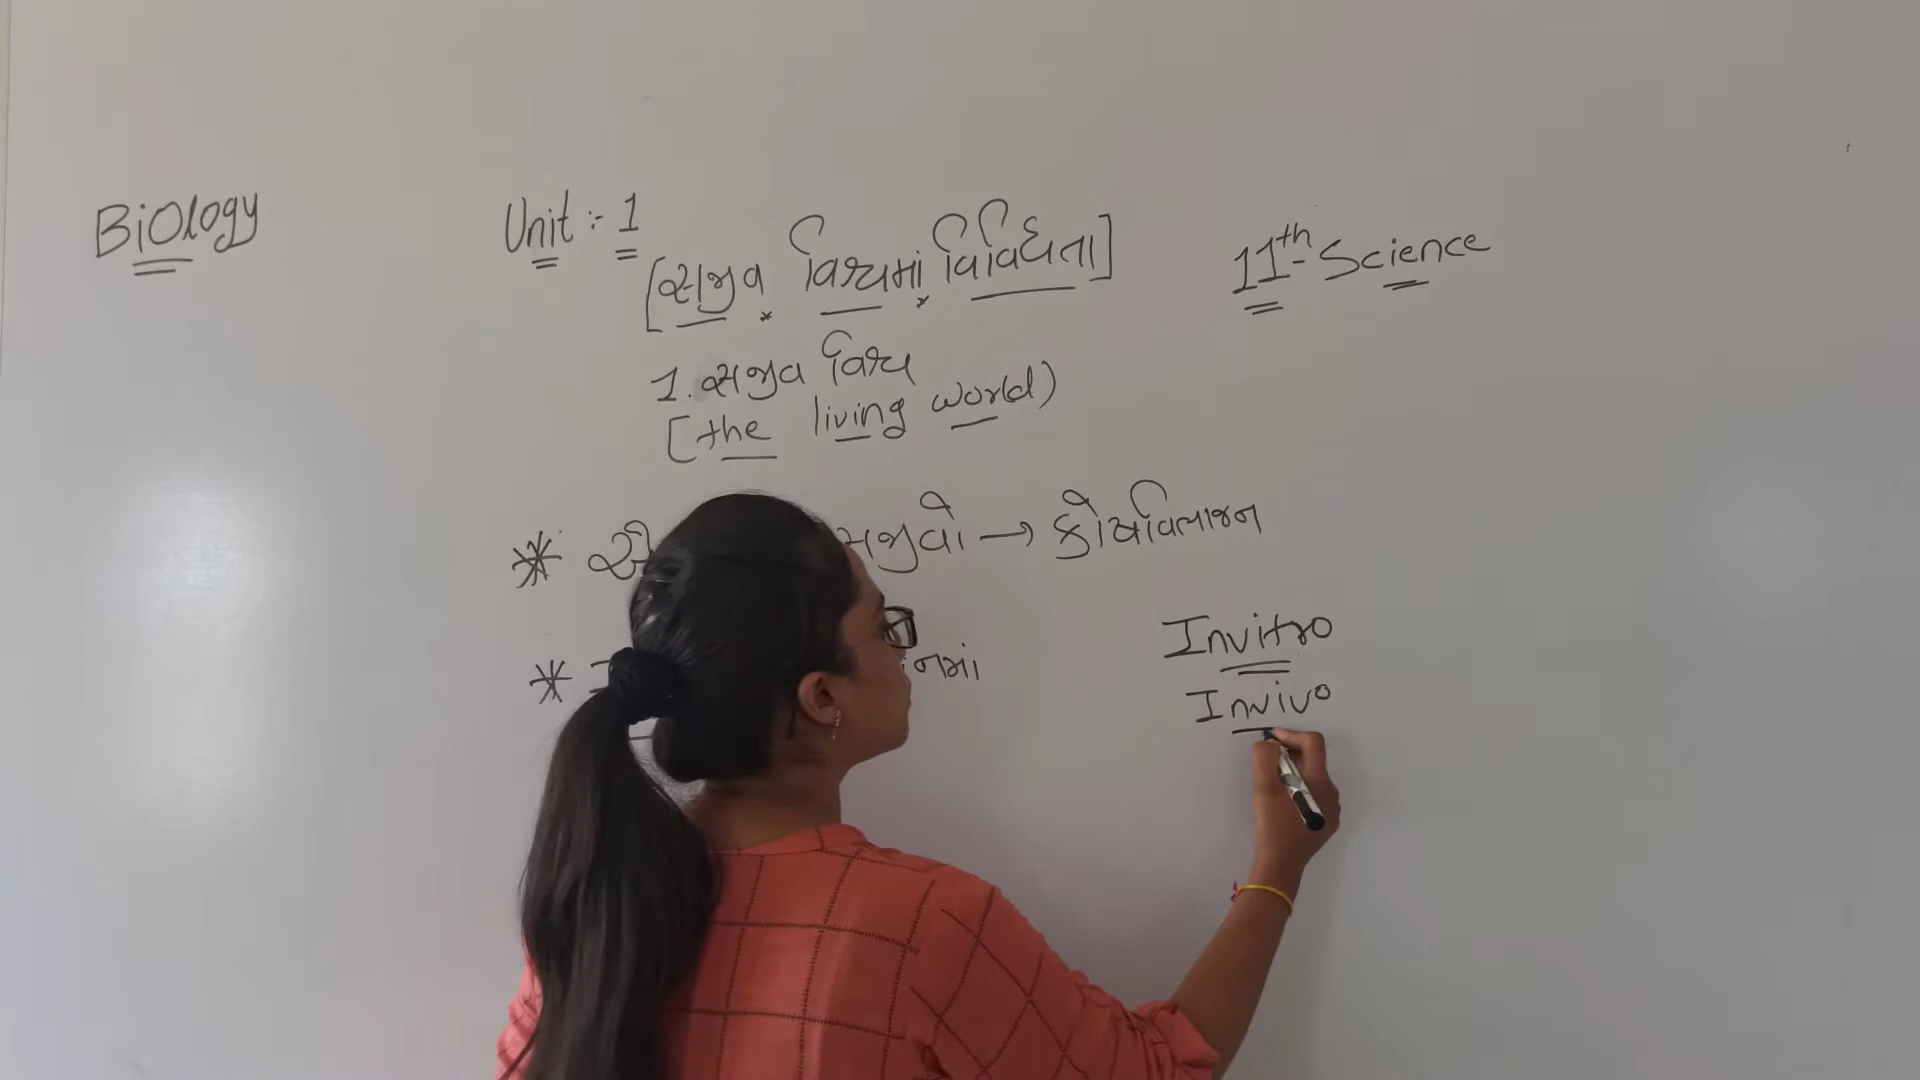 Biology
Unit :- 1
[સજીવ વિશ્વમાં વિવિધતા]
11th Science
1. સજીવ વિશ્વ
[the living world)
* સજીવો → કોષવિભાજન
*
Invitro
Invivo